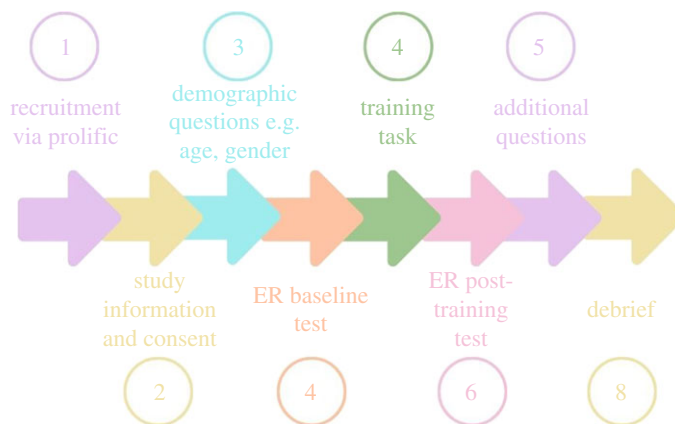 1
recruitment
via prolific
3
demographic
questions e.g.
age, gender
4
training
task
5
additional
questions
study
information
and consent
2
ER baseline
test
4
ER post-
training
test
6
debrief
8